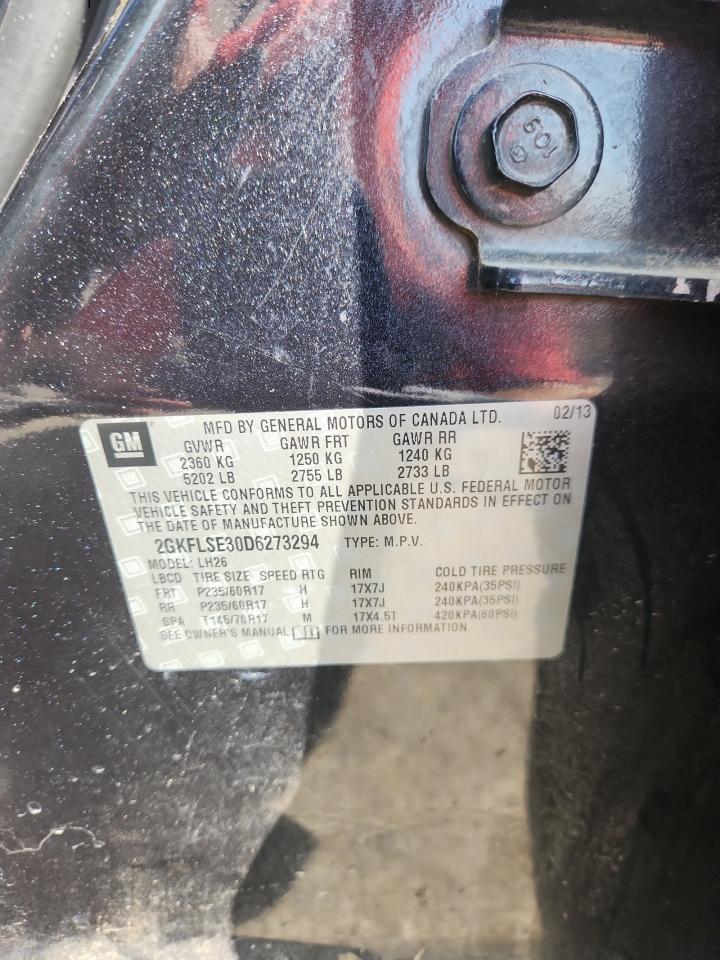 109
GM
MFD BY GENERAL MOTORS OF CANADA LTD. 02/13
GVWR GAWR FRT GAWR RR
2360 KG 1250 KG 1240 KG
5202 LB 2755 LB 2733 LB
THIS VEHICLE CONFORMS TO ALL APPLICABLE U.S. FEDERAL MOTOR
VEHICLE SAFETY AND THEFT PREVENTION STANDARDS IN EFFECT ON
THE DATE OF MANUFACTURE SHOWN ABOVE.
2GKFLSE30D6273294 TYPE: M.P.V.
MODEL: LH26
LBCD TIRE SIZE SPEED RTG RIM COLD TIRE PRESSURE
FRT P235/60R17 H 17X7J 240KPA(35PSI)
RR P235/60R17 H 17X7J 240KPA(35PSI)
SPA T145/70R17 M 17X4.5T 420KPA(60PSI)
SEE OWNER'S MANUAL FOR MORE INFORMATION.